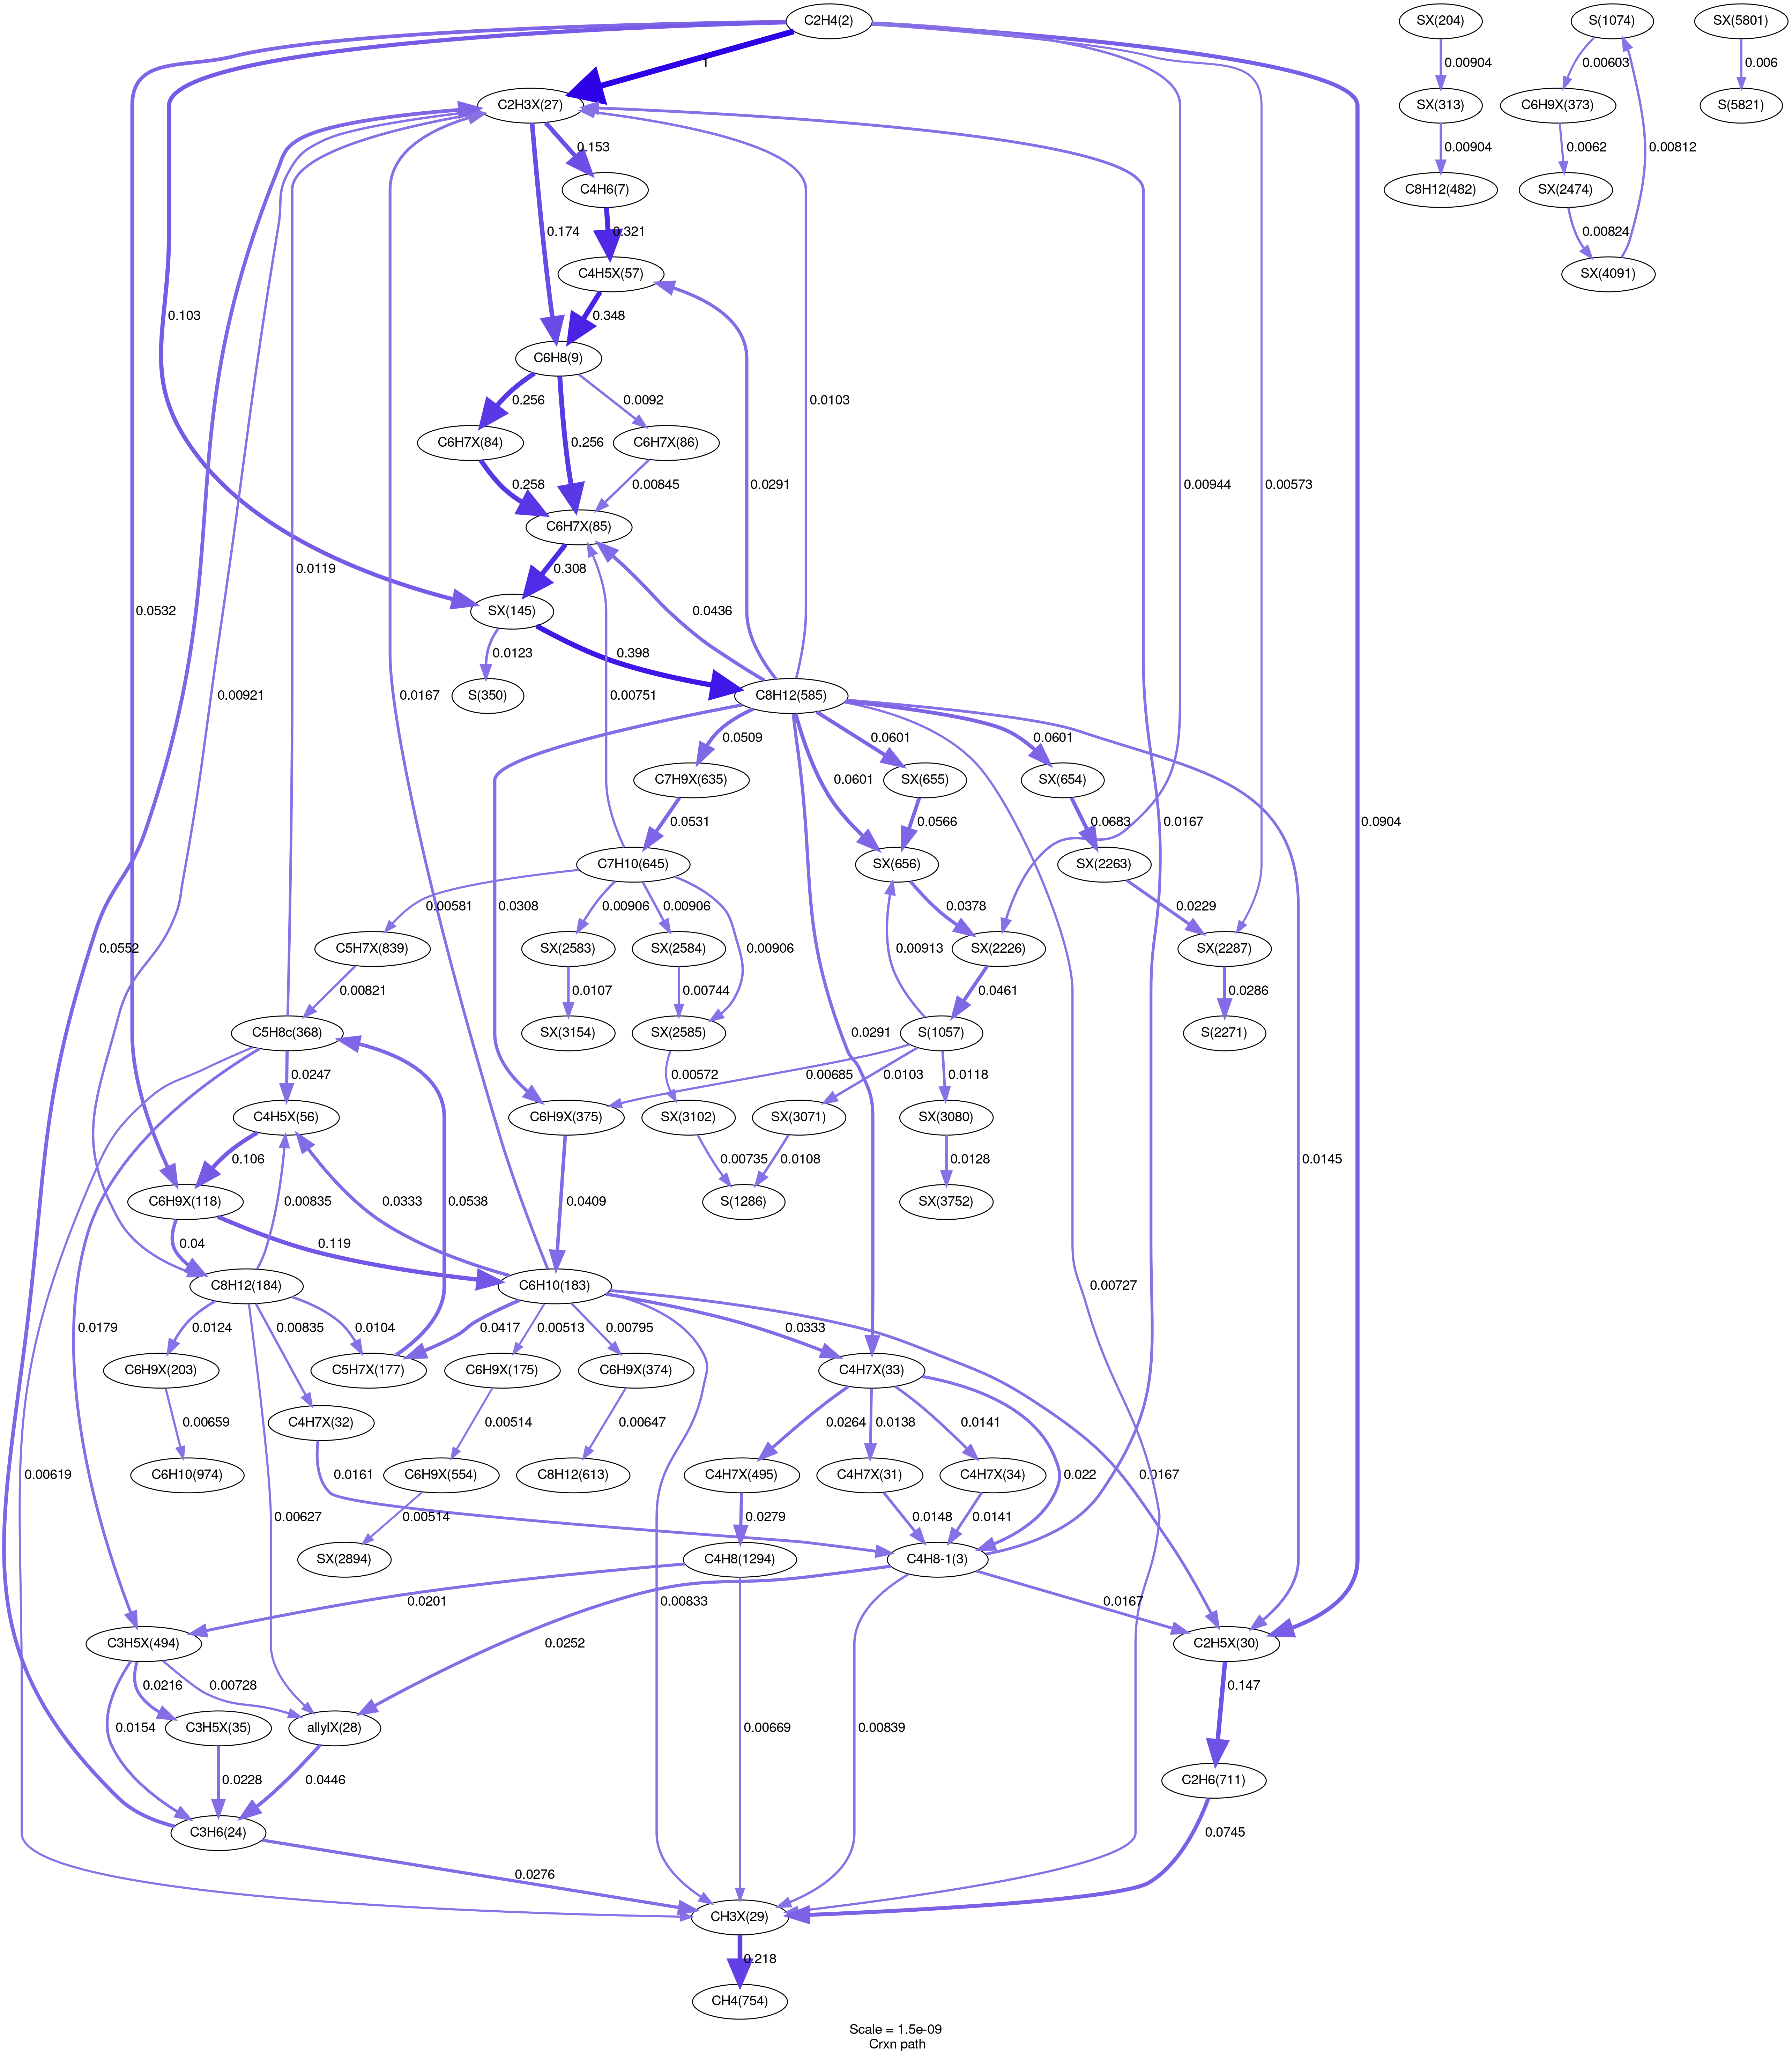 C2H4(2) SX(204) S(1074) SX(5801)
1 0.00904 0.00603 0.006
C2H3X(27) SX(313) C6H9X(373) S(5821)
0.153 0.00904 0.0062 0.00812
C4H6(7) C8H12(482) SX(2474)
0.174 0.321 0.00824
C4H5X(57) SX(4091)
0.103 0.348
C6H8(9)
0.256 0.0092
C6H7X(84) 0.256 C6H7X(86)
0.258 0.00845 0.0291 0.00944 0.00573
C6H7X(85)
0.0119 0.308
SX(145) 0.0436 0.0103
0.0532 0.0123 0.398
S(350) C8H12(585)
0.00921 0.0167 0.00751 0.0167 0.0904
0.0509 0.0601 0.0601
C7H9X(635) SX(655) SX(654)
0.0531 0.0601 0.0566 0.0683
C7H10(645) SX(656) SX(2263)
0.00581 0.0308 0.00906 0.00906 0.0378 0.0229
C5H7X(839) SX(2583) SX(2584) 0.00906 0.00913 SX(2226) SX(2287)
0.0552 0.00821 0.0107 0.00744 0.0461 0.0286
C5H8c(368) SX(3154) SX(2585) 0.0291 S(1057) S(2271)
0.0247 0.00572 0.00685 0.0103 0.0118
C4H5X(56) C6H9X(375) SX(3102) SX(3071) SX(3080)
0.106 0.00735 0.0108 0.0128 0.0145
C6H9X(118) 0.00835 0.0333 0.0538 0.0409 S(1286) SX(3752)
0.04 0.119
C8H12(184) C6H10(183) 0.00727
0.0179 0.0124 0.00835 0.0104 0.0417 0.00513 0.00795 0.0333
C6H9X(203) C5H7X(177) C6H9X(175) C6H9X(374) C4H7X(33)
0.00659 C4H7X(32) 0.00514 0.00647 0.0264 0.0138 0.0141
C6H10(974) C6H9X(554) C8H12(613) C4H7X(495) C4H7X(31) C4H7X(34) 0.022 0.0167
0.00619 0.0161 0.00514 0.0279 0.0148 0.0141
0.00627 SX(2894) C4H8(1294) C4H8-1(3)
0.0201 0.00833 0.0167
C3H5X(494) 0.0252 C2H5X(30)
0.0216 0.00728 0.147
0.0154 C3H5X(35) allylX(28) 0.00669 0.00839
0.0228 0.0446 C2H6(711)
C3H6(24) 0.0745
0.0276
CH3X(29)
0.218
CH4(754)
Scale = 1.5e-09
Crxn path